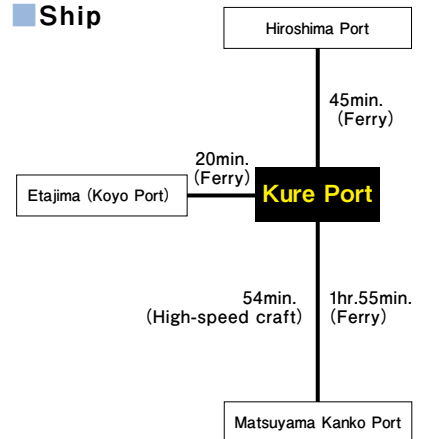 Ship
Hiroshima Port
45min.
(Ferry)
20min.
(Ferry)
Kure Port
Etajima (Koyo Port)
54min.
(High-speed craft)
1hr.55min.
(Ferry)
Matsuyama Kanko Port